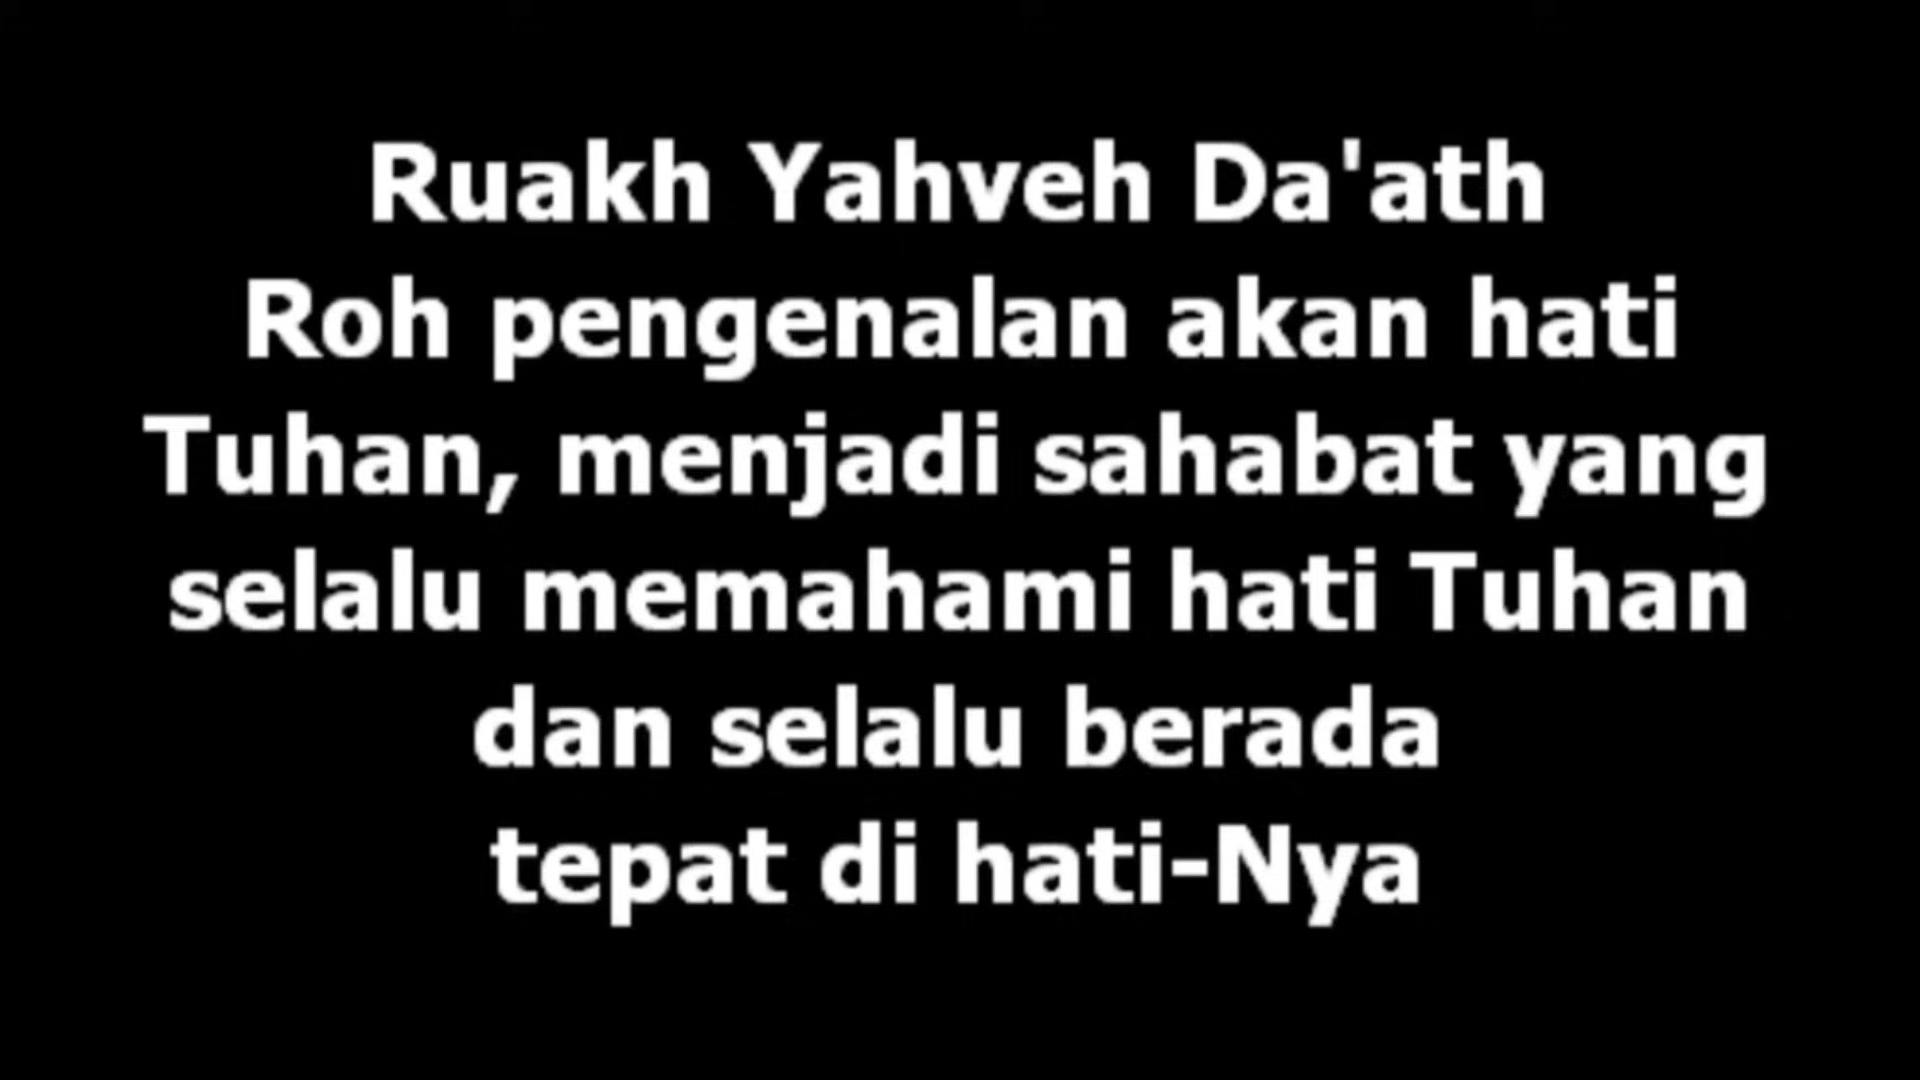 Ruakh Yahveh Da'ath
Roh pengenalan akan hati
Tuhan, menjadi sahabat yang
selalu memahami hati Tuhan
dan selalu berada
tepat di hati-Nya